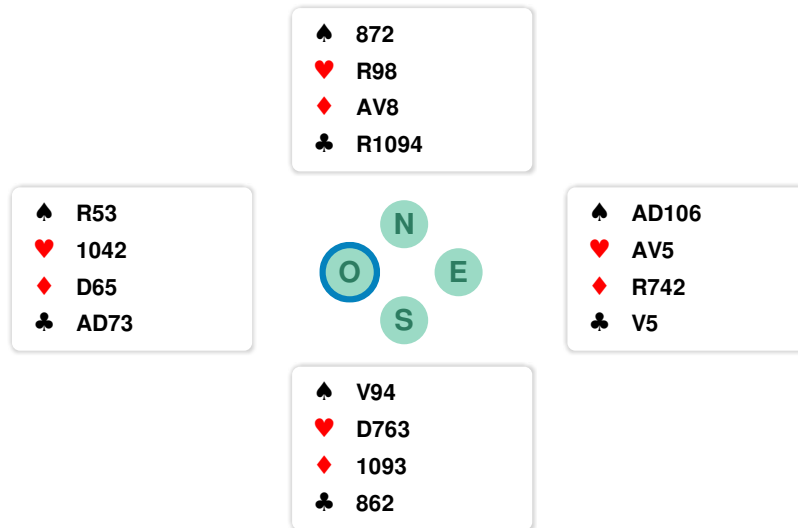 ♠ 872
♥ R98
♦ AV8
♣ R1094
♠ R53
♥ 1042
♦ D65
♣ AD73
N
O E
S
♠ AD106
♥ AV5
♦ R742
♣ V5
♠ V94
♥ D763
♦ 1093
♣ 862